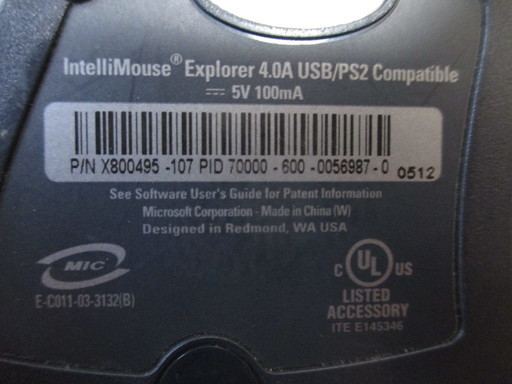 IntelliMouse® Explorer 4.0A USB/PS2 Compatible
⎓ 5V 100mA
P/N X800495 -107 PID 70000 - 600 -0056987 - 0 0512
See Software User's Guide for Patent Information
Microsoft Corporation - Made in China (W)
Designed in Redmond, WA USA
MIC
E-C011-03-3132(B)
C UL US
LISTED
ACCESSORY
ITE E145346